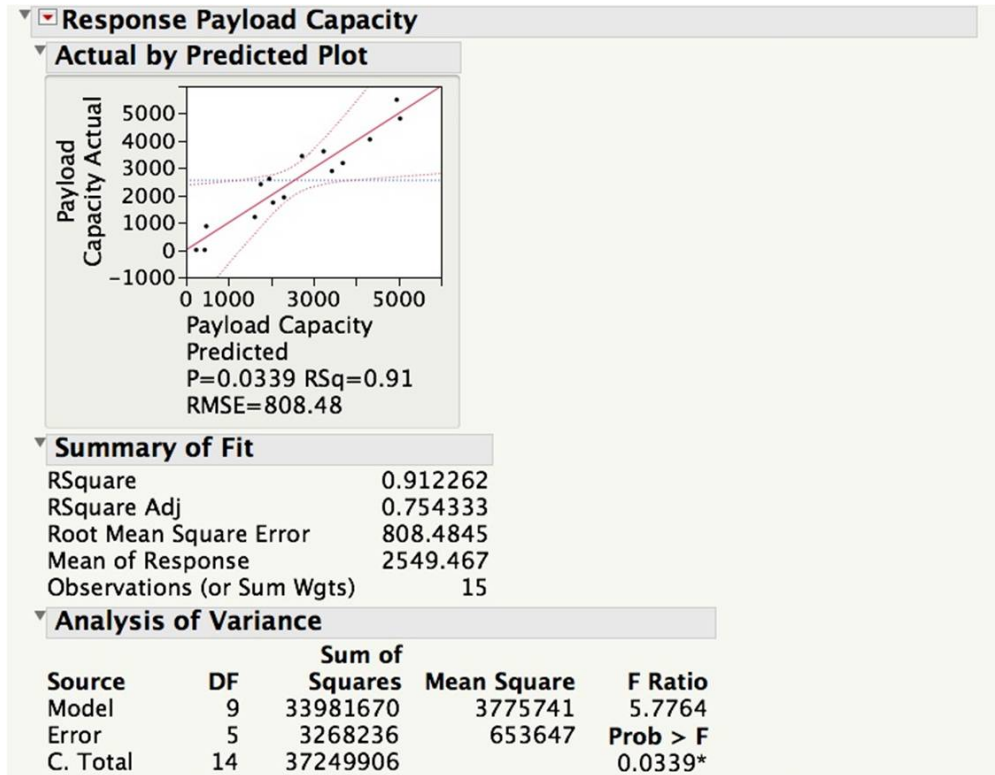 Response Payload Capacity
Actual by Predicted Plot
Payload
Capacity Actual
5000
4000
3000
2000
1000
0
-1000
0 1000 3000 5000
Payload Capacity
Predicted
P=0.0339 RSq=0.91
RMSE=808.48
Summary of Fit
RSquare 0.912262
RSquare Adj 0.754333
Root Mean Square Error 808.4845
Mean of Response 2549.467
Observations (or Sum Wgts) 15
Analysis of Variance
Sum of
Source DF Squares Mean Square F Ratio
Model 9 33981670 3775741 5.7764
Error 5 3268236 653647 Prob > F
C. Total 14 37249906 0.0339*